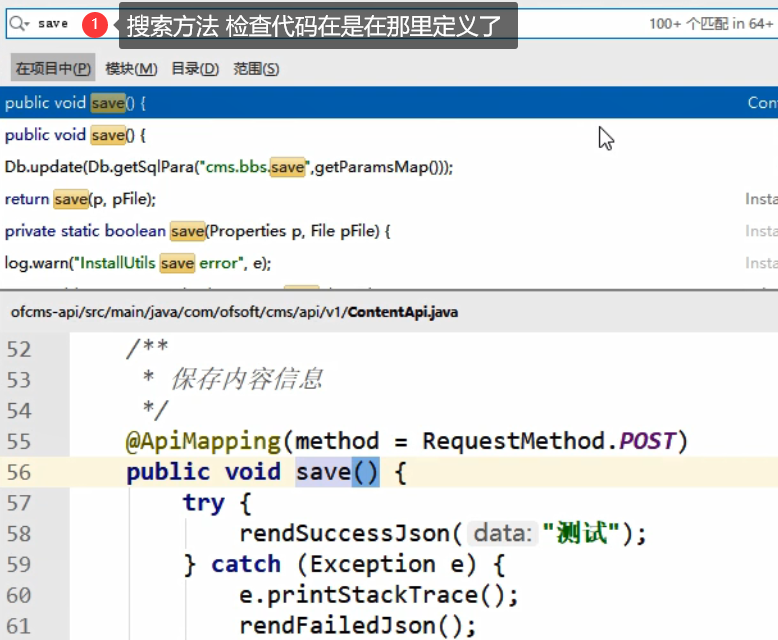 save 1 搜索方法 检查代码在是在那里定义了 100+ 个匹配 in 64+
在项目中(P) 模块(M) 目录(D) 范围(S)
public void save() { Con
public void save() {
Db.update(Db.getSqlPara("cms.bbs.save",getParamsMap()));
return save(p, pFile); Insta
private static boolean save(Properties p, File pFile) { Insta
log.warn("InstallUtils save error", e); Insta
ofcms-api/src/main/java/com/ofsoft/cms/api/v1/ContentApi.java
52 /**
53 * 保存内容信息
54 */
55 @ApiMapping(method = RequestMethod.POST)
56 public void save() {
57 try {
58 rendSuccessJson( data: "测试");
59 } catch (Exception e) {
60 e.printStackTrace();
61 rendFailedJson();